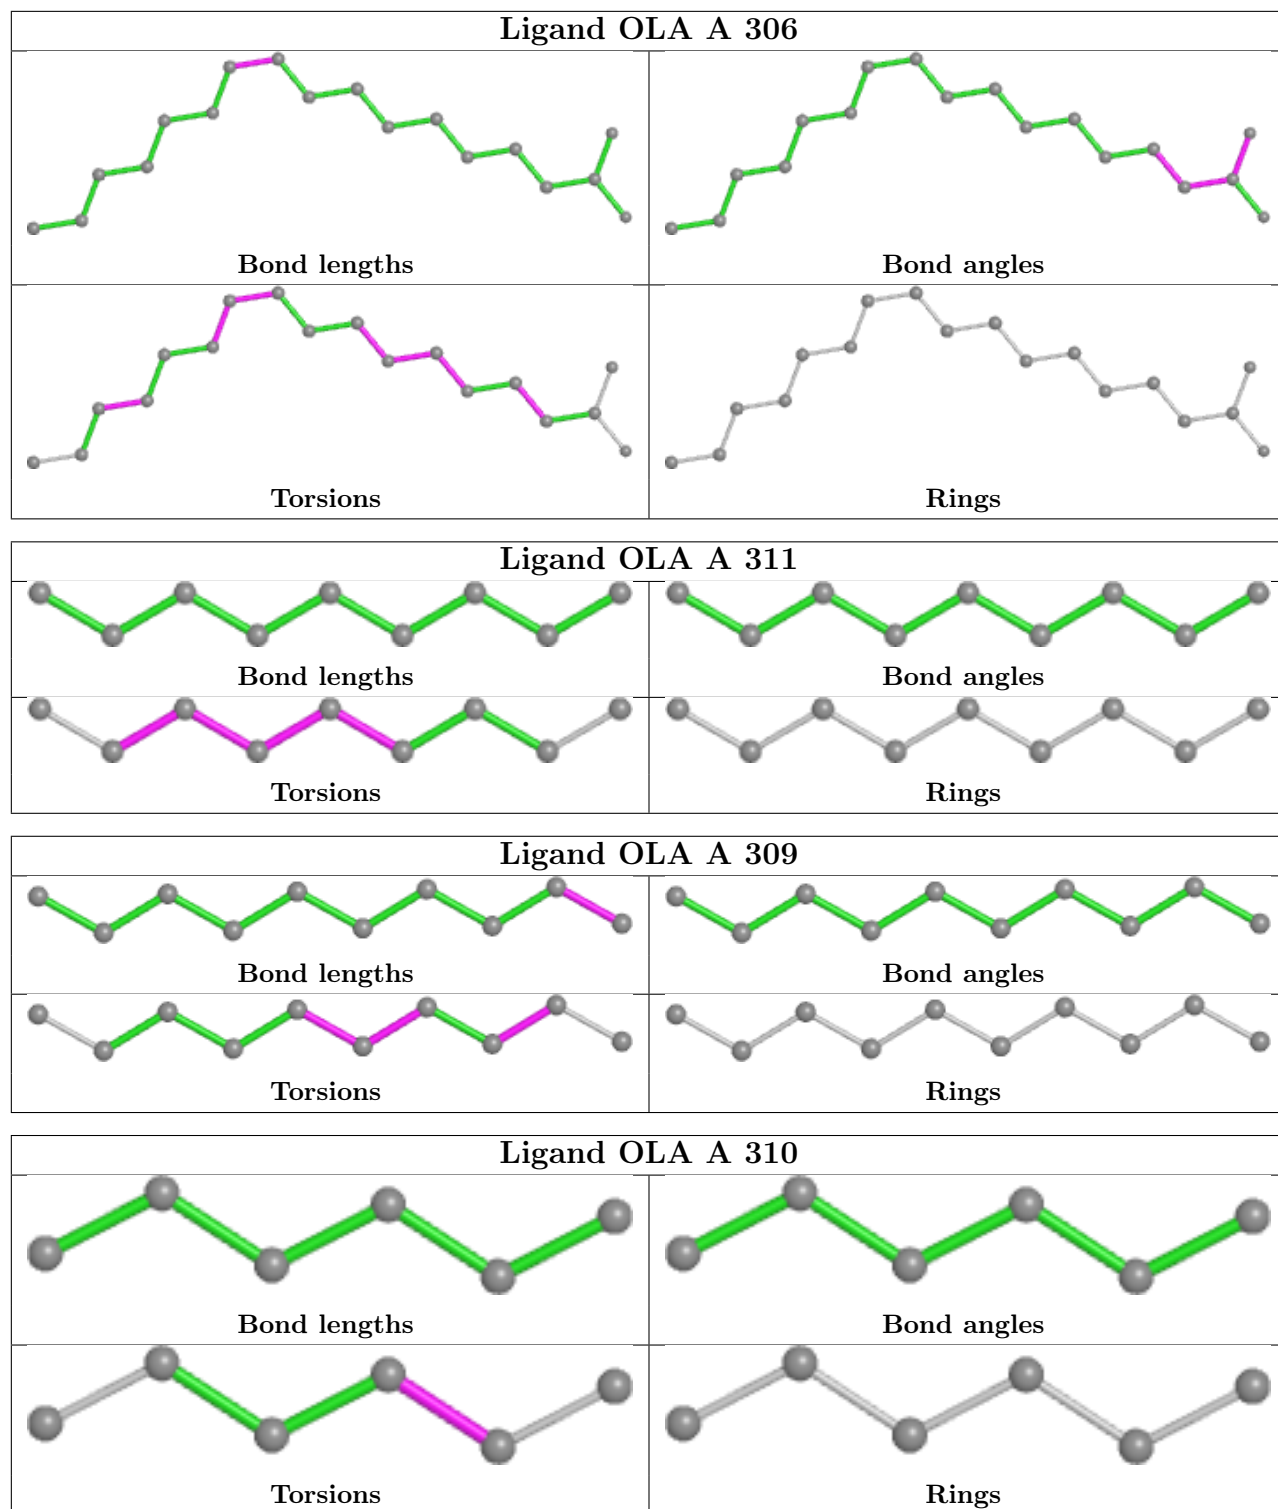 Ligand OLA A 306
Bond lengths
Bond angles
Torsions
Rings
Ligand OLA A 311
Bond lengths
Bond angles
Torsions
Rings
Ligand OLA A 309
Bond lengths
Bond angles
Torsions
Rings
Ligand OLA A 310
Bond lengths
Bond angles
Torsions
Rings